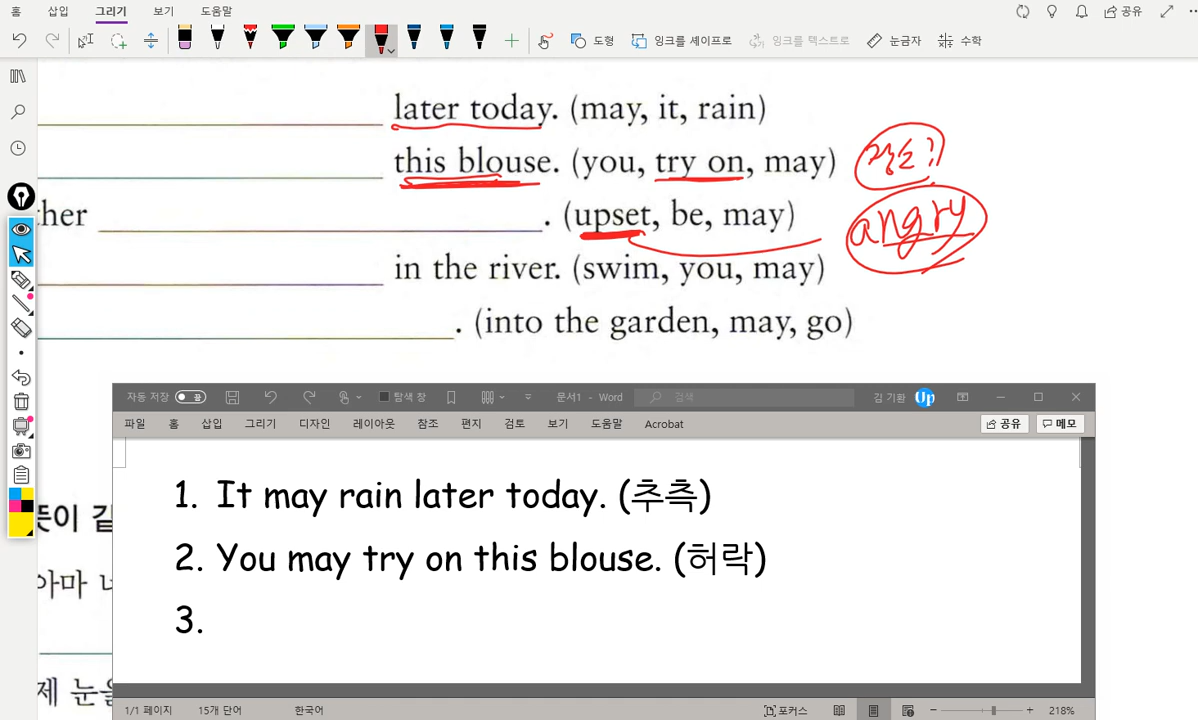 홈 삽입 그리기 보기 도움말
공유
도형 잉크를 셰이프로 잉크를 텍스트로 눈금자 수학
later today. (may, it, rain)
this blouse. (you, try on, may)
ther . (upset, be, may) angry
in the river. (swim, you, may)
. (into the garden, may, go)
자동 저장 끔 탐색 창 문서1 - Word 검색 김 기환 Up
파일 홈 삽입 그리기 디자인 레이아웃 참조 편지 검토 보기 도움말 Acrobat 공유 메모
1. It may rain later today. (추측)
2. You may try on this blouse. (허락)
3.
뜻이 같
아마 너
제 눈을
1/1 페이지 15개 단어 한국어 포커스 218%